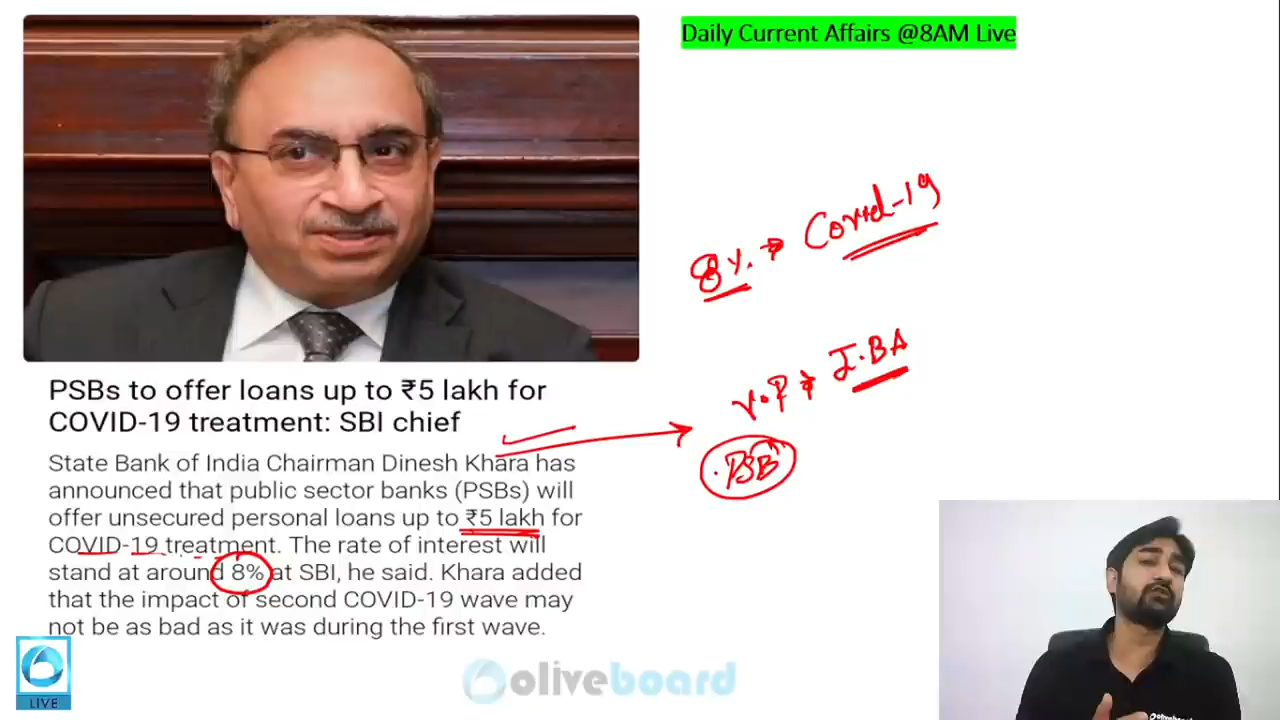 Daily Current Affairs @8AM Live
8% → Covid-19
→ I.BA
PSB
PSBs to offer loans up to ₹5 lakh for
COVID-19 treatment: SBI chief
State Bank of India Chairman Dinesh Khara has
announced that public sector banks (PSBs) will
offer unsecured personal loans up to ₹5 lakh for
COVID-19 treatment. The rate of interest will
stand at around 8% at SBI, he said. Khara added
that the impact of second COVID-19 wave may
not be as bad as it was during the first wave.
LIVE
oliveboard
oliveboard